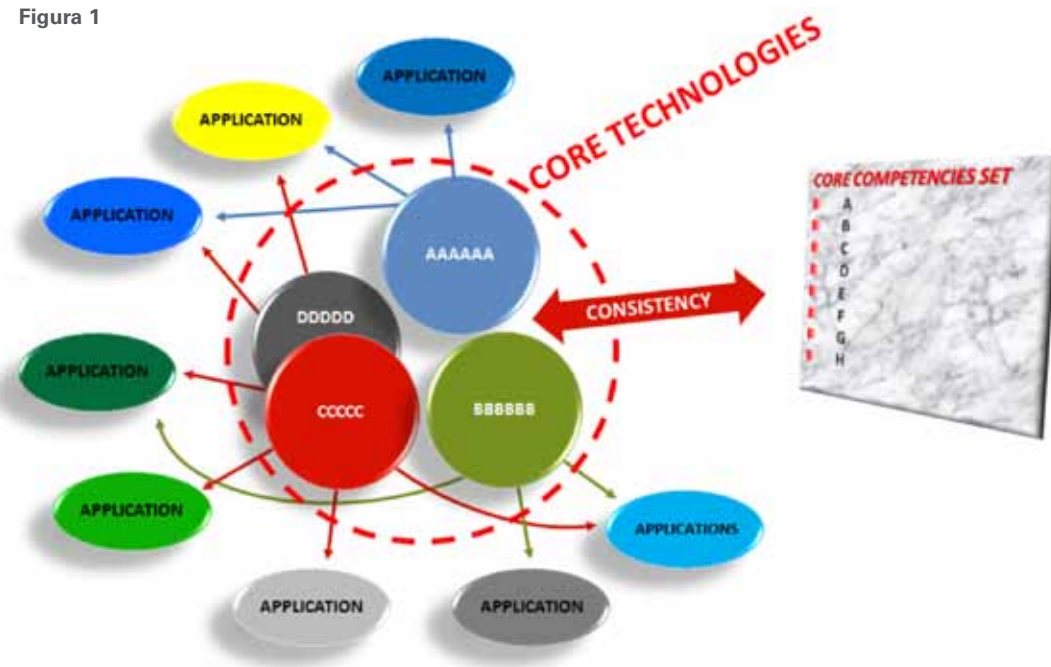 Figura 1
APPLICATION
APPLICATION
CORE TECHNOLOGIES
APPLICATION
CORE COMPETENCIES SET
A
B
C
D
E
F
G
H
AAAAAA
CONSISTENCY
DDDDD
APPLICATION
CCCCC
BBBBBB
APPLICATION
APPLICATIONS
APPLICATION
APPLICATION